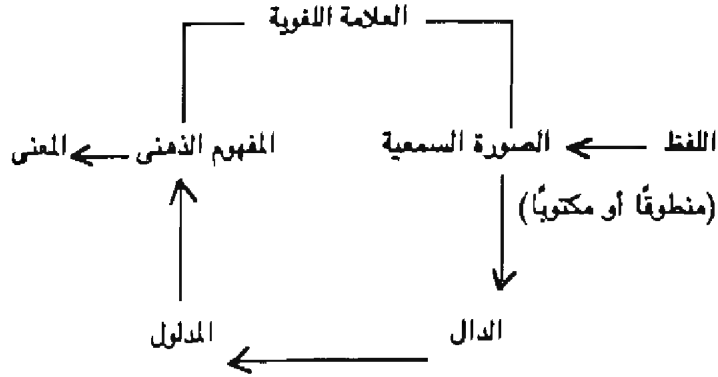 العلامة اللغوية
اللفظ الصورة السمعية المفهوم الذهنى المعنى
(منطوقًا أو مكتوبًا)
الدال المدلول